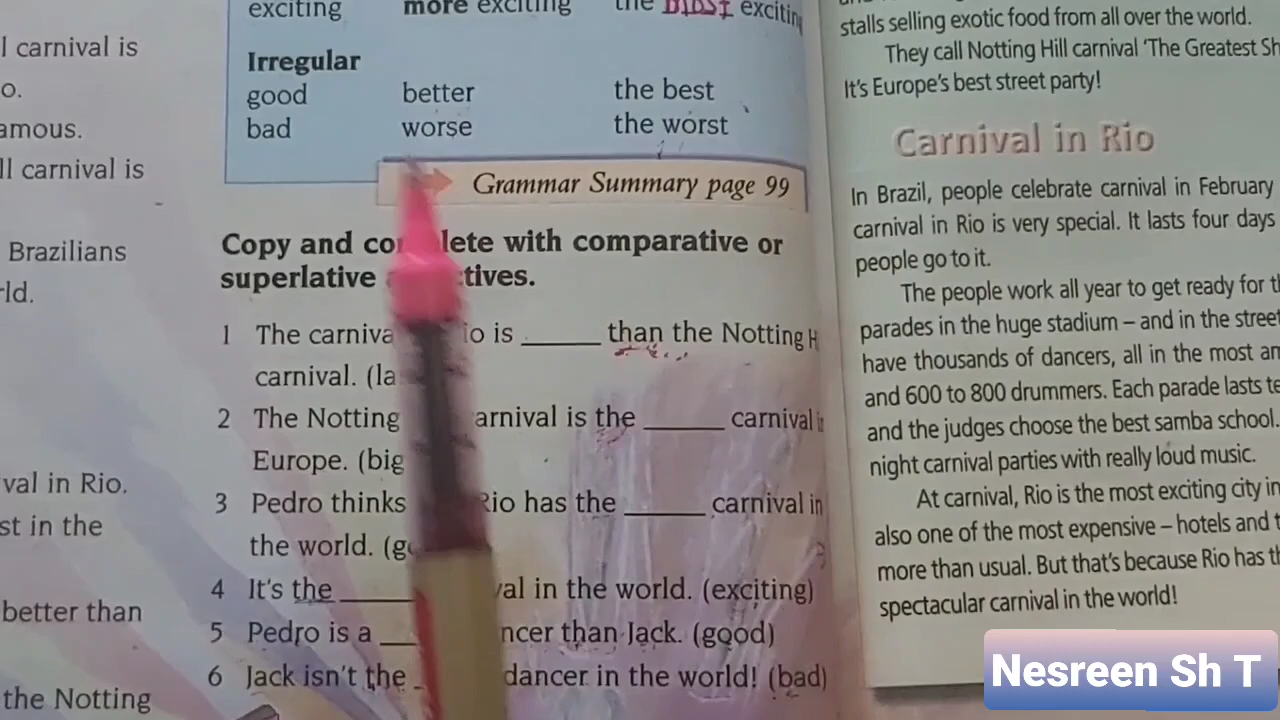 l carnival is
o.
amous.
ll carnival is
Brazilians
rld.
val in Rio.
st in the
better than
the Notting
exciting more exciting the most exciting
Irregular
good better the best
bad worse the worst
Grammar Summary page 99
Copy and co lete with comparative or
superlative tives.
1 The carniva io is ______ than the Notting H
carnival. (la
2 The Notting arnival is the ______ carnival i
Europe. (big
3 Pedro thinks Rio has the ______ carnival in
the world. (g
4 It's the ______ val in the world. (exciting)
5 Pedro is a ___ ncer than Jack. (good)
6 Jack isn't the _ dancer in the world! (bad)
stalls selling exotic food from all over the world.
They call Notting Hill carnival 'The Greatest Sh
It's Europe's best street party!
Carnival in Rio
In Brazil, people celebrate carnival in February
carnival in Rio is very special. It lasts four days
people go to it.
The people work all year to get ready for th
parades in the huge stadium – and in the street
have thousands of dancers, all in the most am
and 600 to 800 drummers. Each parade lasts te
and the judges choose the best samba school.
night carnival parties with really loud music.
At carnival, Rio is the most exciting city in
also one of the most expensive – hotels and t
more than usual. But that's because Rio has th
spectacular carnival in the world!
Nesreen Sh T